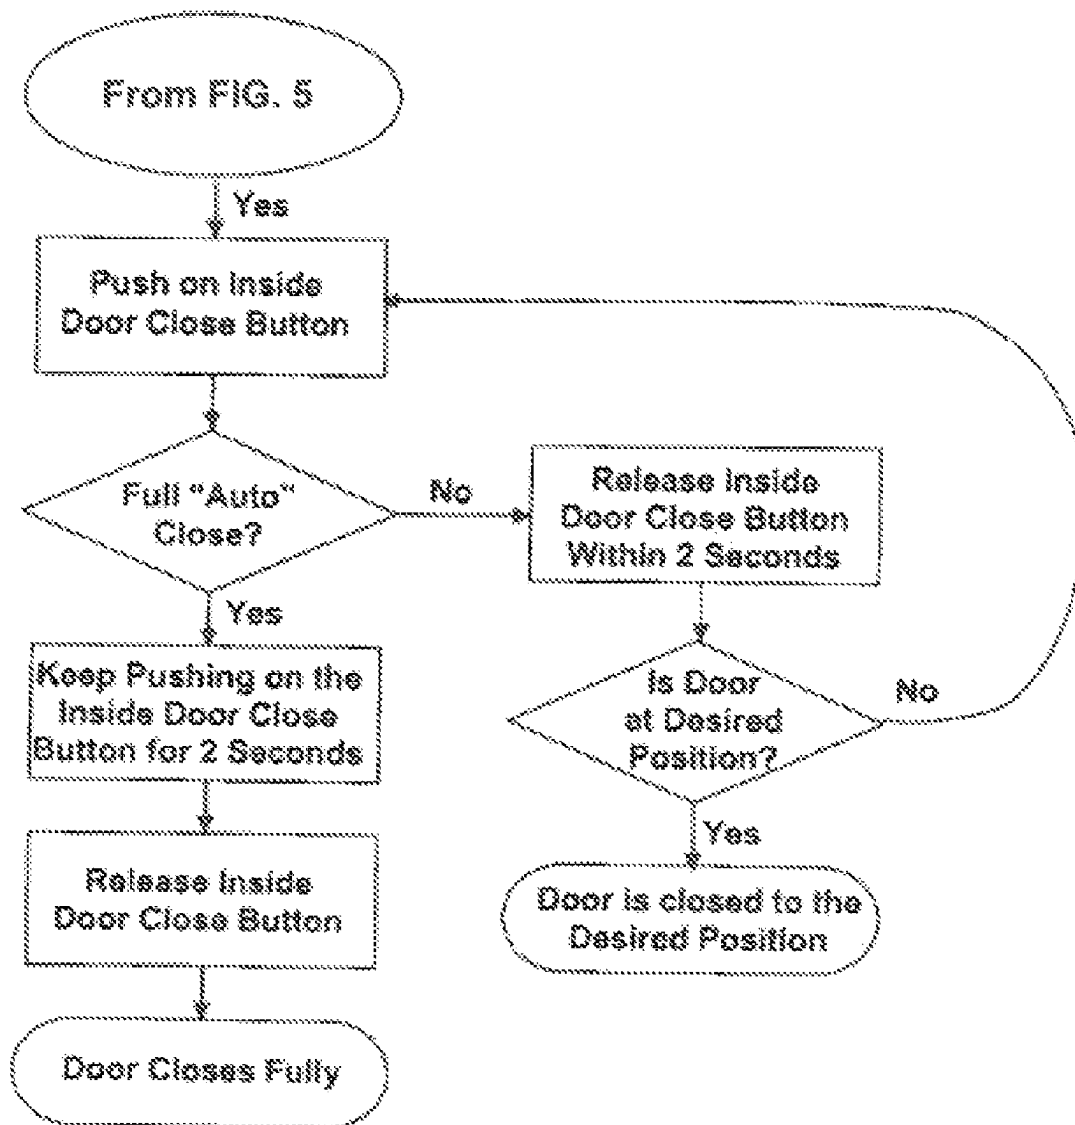 From FIG. 5
Yes
Push on Inside
Door Close Button
Full "Auto"
Close?
No
Release Inside
Door Close Button
Within 2 Seconds
Yes
Keep Pushing on the
Inside Door Close
Button for 2 Seconds
Is Door
at Desired
Position?
No
Yes
Release Inside
Door Close Button
Door is closed to the
Desired Position
Door Closes Fully